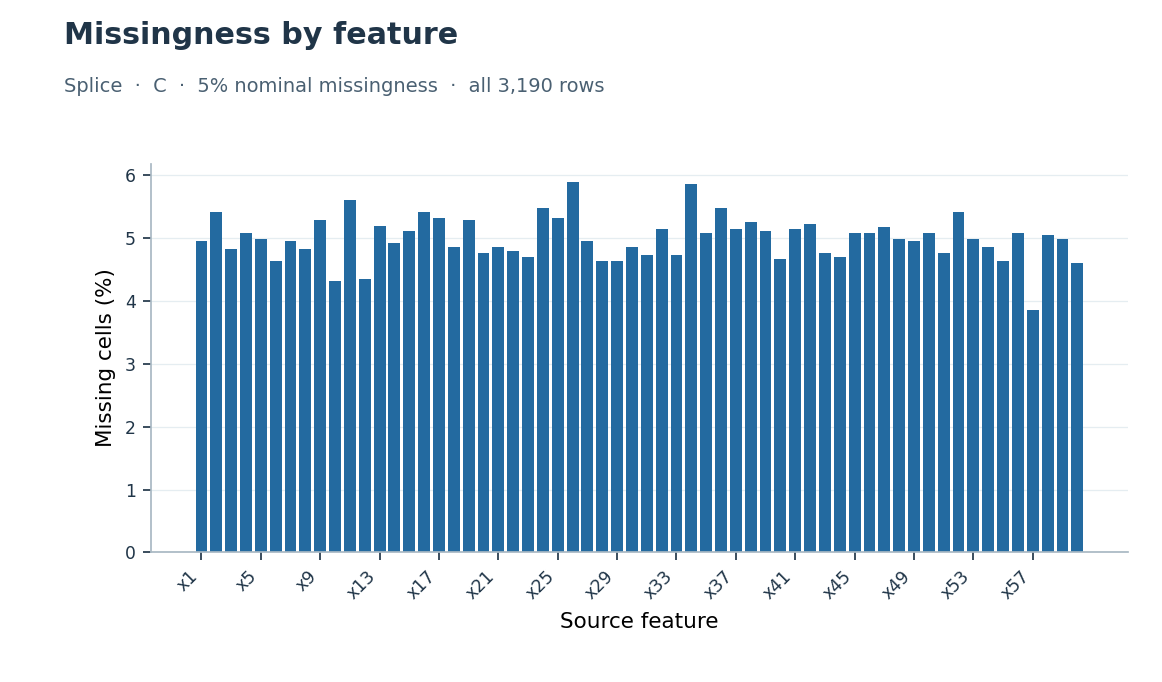 Missingness by feature
Splice · C · 5% nominal missingness · all 3,190 rows
Missing cells (%)
6
5
4
3
2
1
0
x1 x5 x9 x13 x17 x21 x25 x29 x33 x37 x41 x45 x49 x53 x57
Source feature